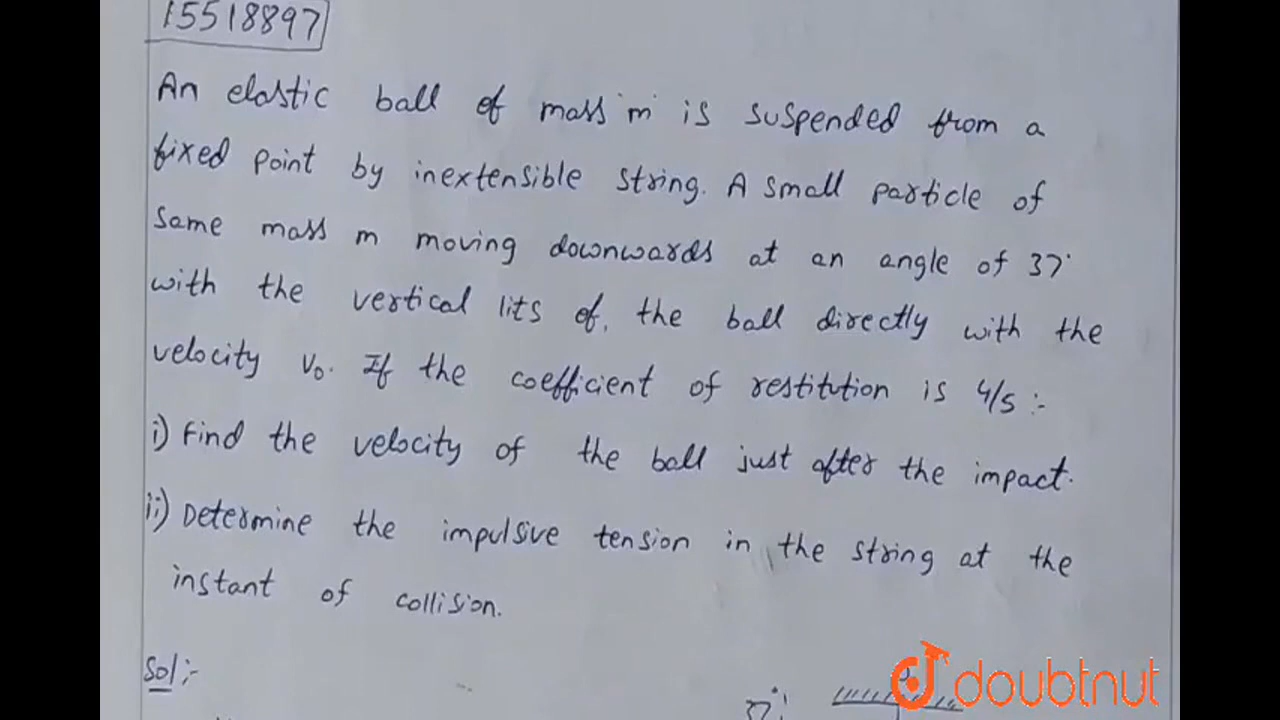 15518897
An elastic ball of mass 'm' is suspended from a
fixed point by inextensible string. A small particle of
same mass m moving downwards at an angle of 37°
with the vertical lits of. the ball directly with the
velocity v₀. If the coefficient of restitution is 4/5 :-
i) Find the velocity of the ball just after the impact.
ii) Determine the impulsive tension in the string at the
instant of collision.
Sol :-
doubtnut